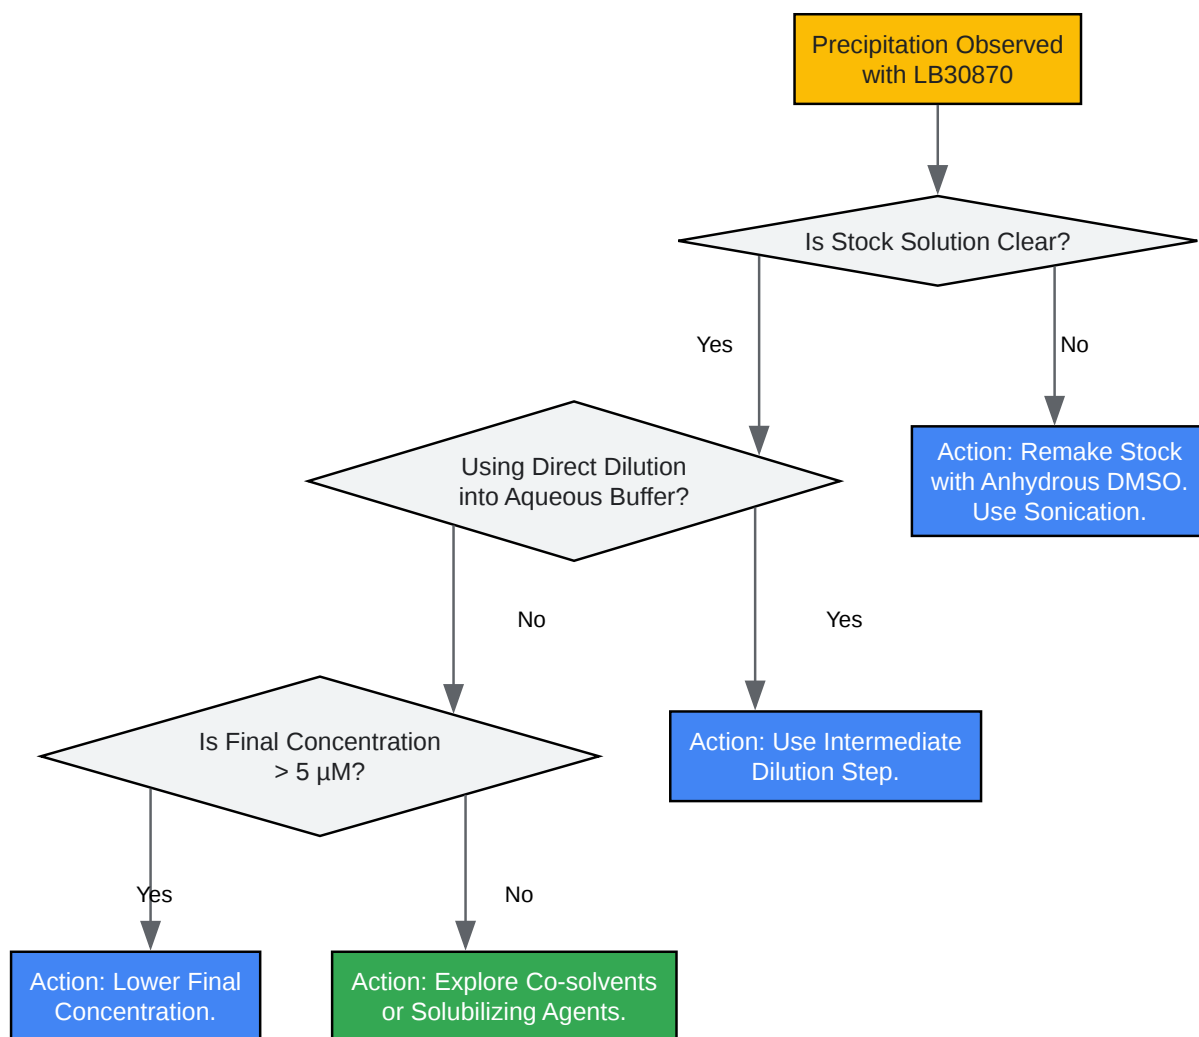 Precipitation Observed
with LB30870
Is Stock Solution Clear?
Yes
No
Action: Remake Stock
with Anhydrous DMSO.
Use Sonication.
Using Direct Dilution
into Aqueous Buffer?
No
Yes
Is Final Concentration
> 5 µM?
Action: Use Intermediate
Dilution Step.
Yes
No
Action: Lower Final
Concentration.
Action: Explore Co-solvents
or Solubilizing Agents.